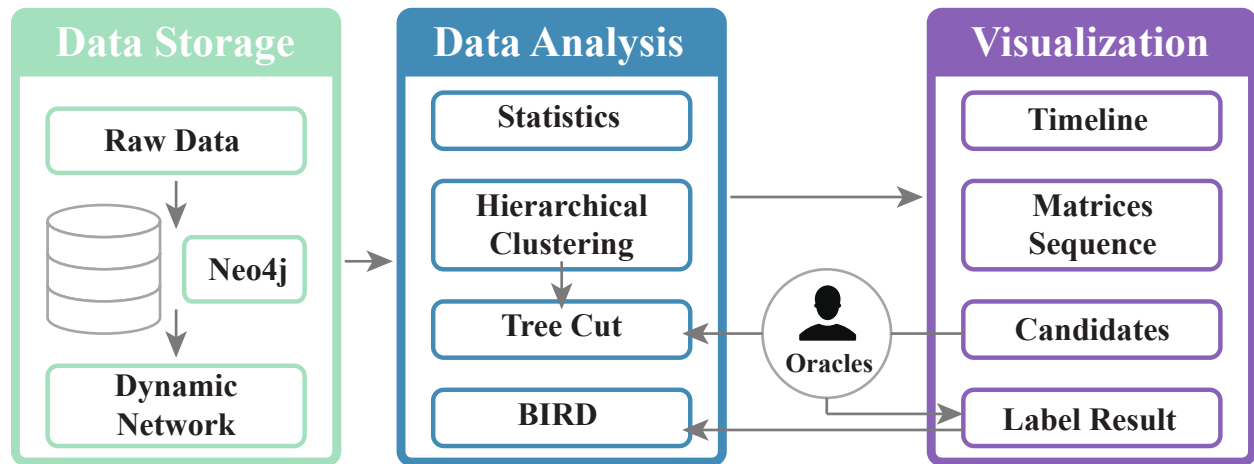 Data Storage
Raw Data
Neo4j
Dynamic
Network
Data Analysis
Statistics
Hierarchical
Clustering
Tree Cut
BIRD
Oracles
Visualization
Timeline
Matrices
Sequence
Candidates
Label Result